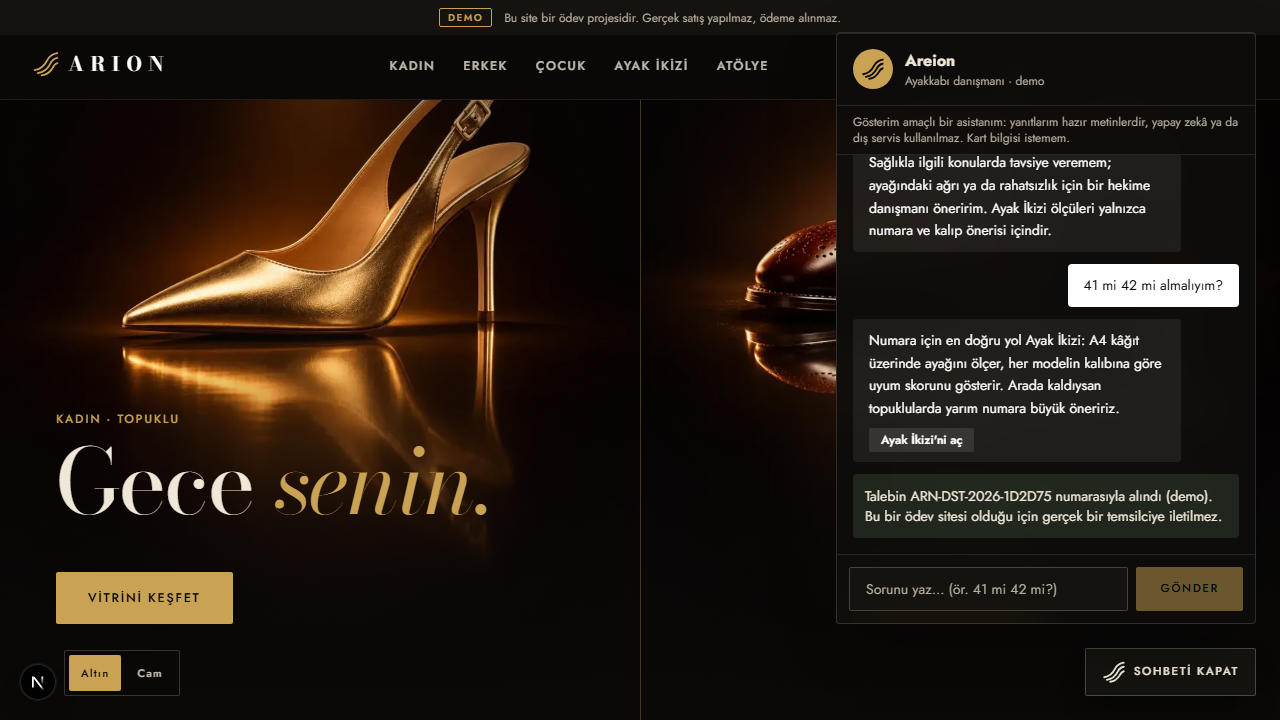 DEMO Bu site bir ödev projesidir. Gerçek satış yapılmaz, ödeme alınmaz.
ARION
KADIN ERKEK ÇOCUK AYAK İKİZİ ATÖLYE
Areion
Ayakkabı danışmanı · demo
Gösterim amaçlı bir asistanım: yanıtlarım hazır metinlerdir, yapay zekâ ya da
dış servis kullanılmaz. Kart bilgisi istemem.
Sağlıkla ilgili konularda tavsiye veremem;
ayağındaki ağrı ya da rahatsızlık için bir hekime
danışmanı öneririm. Ayak İkizi ölçüleri yalnızca
numara ve kalıp önerisi içindir.
41 mi 42 mi almalıyım?
Numara için en doğru yol Ayak İkizi: A4 kâğıt
üzerinde ayağını ölçer, her modelin kalıbına göre
uyum skorunu gösterir. Arada kaldıysan
topuklularda yarım numara büyük öneririz.
Ayak İkizi'ni aç
Talebin ARN-DST-2026-1D2D75 numarasıyla alındı (demo).
Bu bir ödev sitesi olduğu için gerçek bir temsilciye iletilmez.
Sorunu yaz... (ör. 41 mi 42 mi?)
GÖNDER
SOHBETİ KAPAT
KADIN · TOPUKLU
Gece senin.
VİTRİNİ KEŞFET
N
Altın Cam